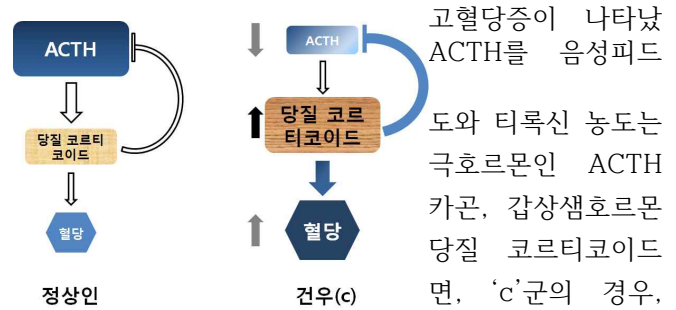 ACTH
당질 코르티
코이드
혈당
정상인
ACTH
당질 코르
티코이드
혈당
건우(c)
고혈당증이 나타났
ACTH를 음성피드
도와 티록신 농도는
극호르몬인 ACTH
카곤, 갑상샘호르몬
당질 코르티코이드
면, ‘c’군의 경우,